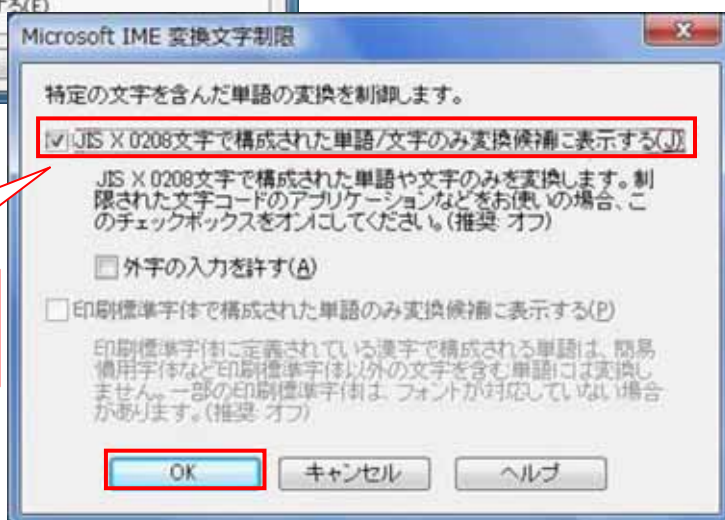 する(E)
Microsoft IME 変換文字制限
特定の文字を含んだ単語の変換を制御します。
JIS X 0208文字で構成された単語/文字のみ変換候補に表示する(J)
JIS X 0208文字で構成された単語や文字のみを変換します。制
限された文字コードのアプリケーションなどをお使いの場合、こ
のチェックボックスをオンにしてください。(推奨: オフ)
外字の入力を許す(A)
印刷標準字体で構成された単語のみ変換候補に表示する(P)
印刷標準字体に定義されている漢字で構成される単語は、簡易
慣用字体など印刷標準字体以外の文字を含む単語には変換し
ません。一部の印刷標準字体は、フォントが対応していない場合
があります。(推奨: オフ)
OK キャンセル ヘルプ